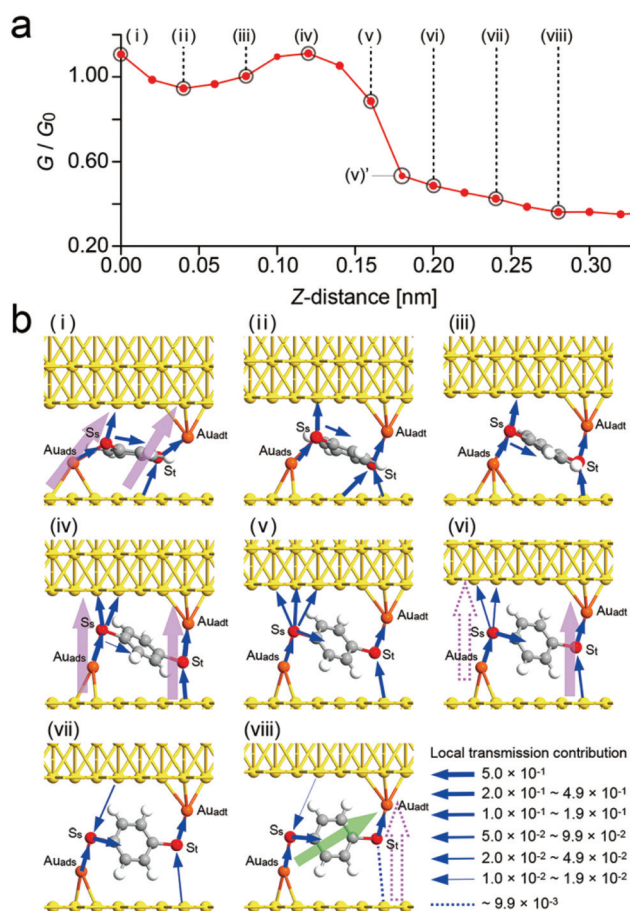 a
(i) (ii) (iii) (iv) (v) (vi) (vii) (viii)
1.00
0.60
0.20
G / G0
(v)'
0.00 0.05 0.10 0.15 0.20 0.25 0.30
Z-distance [nm]
b
(i) (ii) (iii)
Ss Auadt
Auads St
Ss Auadt
Auads St
Ss Auadt
Auads St
(iv) (v) (vi)
Ss Auadt
Auads St
Ss Auadt
Auads St
Ss Auadt
Auads St
(vii) (viii)
Ss Auadt
Auads St
Ss Auadt
Auads St
Local transmission contribution
5.0 × 10-1
2.0 × 10-1 ~ 4.9 × 10-1
1.0 × 10-1 ~ 1.9 × 10-1
5.0 × 10-2 ~ 9.9 × 10-2
2.0 × 10-2 ~ 4.9 × 10-2
1.0 × 10-2 ~ 1.9 × 10-2
~ 9.9 × 10-3